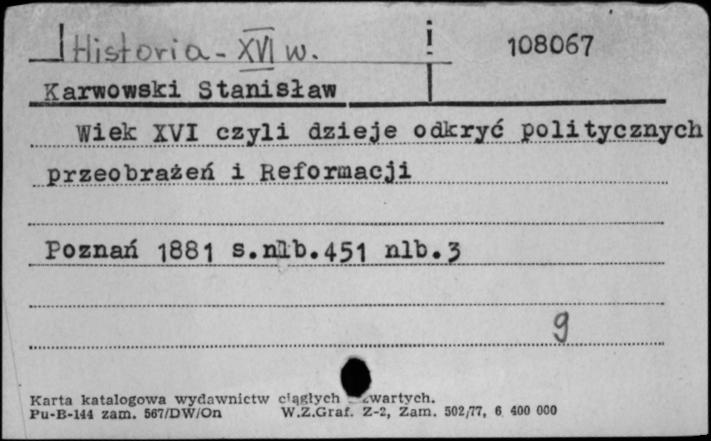 Historia - XVI w. 108067
Karwowski Stanisław
Wiek XVI czyli dzieje odkryć politycznych
przeobrażeń i Reformacji
Poznań 1881 s.nlb.451 nlb.3
9
Karta katalogowa wydawnictw ciągłych
Pu-B-144 zam. 567/DW/On W.Z.Graf. Z-2, Zam. 502/77, 6 400 000